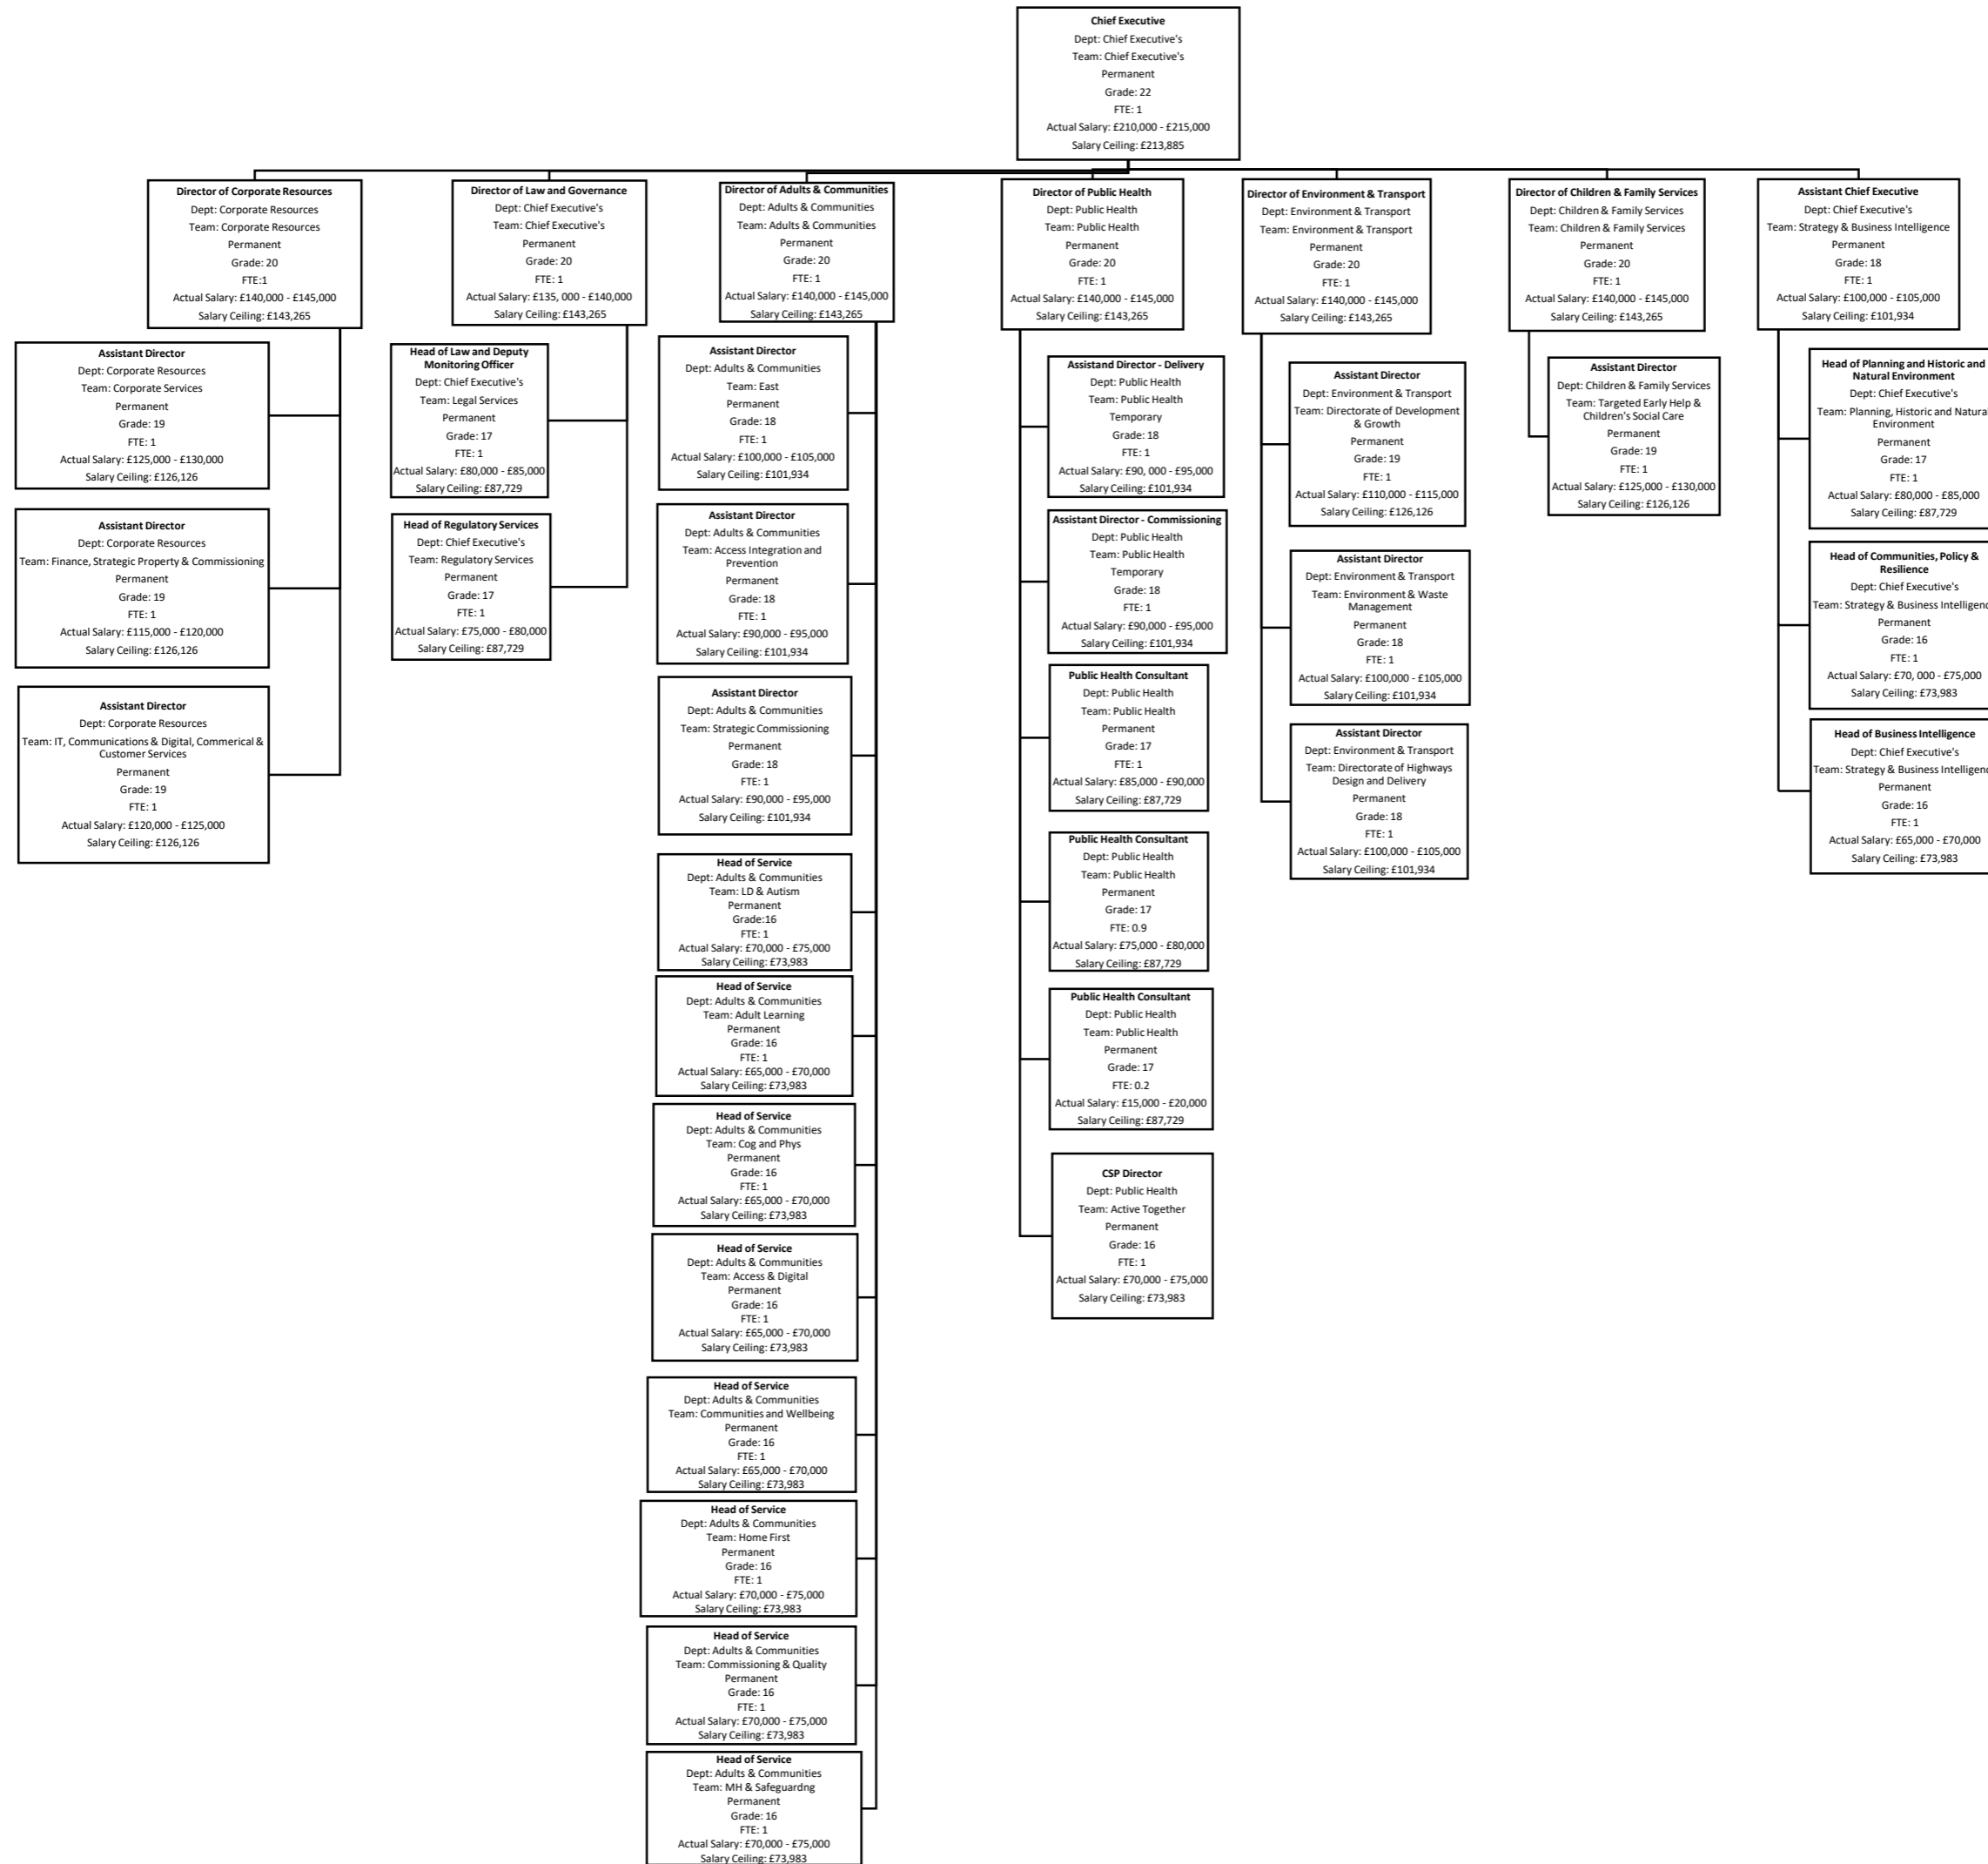 Chief Executive
Dept: Chief Executive's
Team: Chief Executive's
Permanent
Grade: 22
FTE: 1
Actual Salary: £210,000 - £215,000
Salary Ceiling: £213,885
Director of Corporate Resources
Dept: Corporate Resources
Team: Corporate Resources
Permanent
Grade: 20
FTE:1
Actual Salary: £140,000 - £145,000
Salary Ceiling: £143,265
Assistant Director
Dept: Corporate Resources
Team: Corporate Services
Permanent
Grade: 19
FTE: 1
Actual Salary: £125,000 - £130,000
Salary Ceiling: £126,126
Assistant Director
Dept: Corporate Resources
Team: Finance, Strategic Property & Commissioning
Permanent
Grade: 19
FTE: 1
Actual Salary: £115,000 - £120,000
Salary Ceiling: £126,126
Assistant Director
Dept: Corporate Resources
Team: IT, Communications & Digital, Commerical &
Customer Services
Permanent
Grade: 19
FTE: 1
Actual Salary: £120,000 - £125,000
Salary Ceiling: £126,126
Director of Law and Governance
Dept: Chief Executive's
Team: Chief Executive's
Permanent
Grade: 20
FTE: 1
Actual Salary: £135, 000 - £140,000
Salary Ceiling: £143,265
Head of Law and Deputy
Monitoring Officer
Dept: Chief Executive's
Team: Legal Services
Permanent
Grade: 17
FTE: 1
Actual Salary: £80,000 - £85,000
Salary Ceiling: £87,729
Head of Regulatory Services
Dept: Chief Executive's
Team: Regulatory Services
Permanent
Grade: 17
FTE: 1
Actual Salary: £75,000 - £80,000
Salary Ceiling: £87,729
Director of Adults & Communities
Dept: Adults & Communities
Team: Adults & Communities
Permanent
Grade: 20
FTE: 1
Actual Salary: £140,000 - £145,000
Salary Ceiling: £143,265
Assistant Director
Dept: Adults & Communities
Team: East
Permanent
Grade: 18
FTE: 1
Actual Salary: £100,000 - £105,000
Salary Ceiling: £101,934
Assistant Director
Dept: Adults & Communities
Team: Access Integration and
Prevention
Permanent
Grade: 18
FTE: 1
Actual Salary: £90,000 - £95,000
Salary Ceiling: £101,934
Assistant Director
Dept: Adults & Communities
Team: Strategic Commissioning
Permanent
Grade: 18
FTE: 1
Actual Salary: £90,000 - £95,000
Salary Ceiling: £101,934
Head of Service
Dept: Adults & Communities
Team: LD & Autism
Permanent
Grade:16
FTE: 1
Actual Salary: £70,000 - £75,000
Salary Ceiling: £73,983
Head of Service
Dept: Adults & Communities
Team: Adult Learning
Permanent
Grade: 16
FTE: 1
Actual Salary: £65,000 - £70,000
Salary Ceiling: £73,983
Head of Service
Dept: Adults & Communities
Team: Cog and Phys
Permanent
Grade: 16
FTE: 1
Actual Salary: £65,000 - £70,000
Salary Ceiling: £73,983
Head of Service
Dept: Adults & Communities
Team: Access & Digital
Permanent
Grade: 16
FTE: 1
Actual Salary: £65,000 - £70,000
Salary Ceiling: £73,983
Head of Service
Dept: Adults & Communities
Team: Communities and Wellbeing
Permanent
Grade: 16
FTE: 1
Actual Salary: £65,000 - £70,000
Salary Ceiling: £73,983
Head of Service
Dept: Adults & Communities
Team: Home First
Permanent
Grade: 16
FTE: 1
Actual Salary: £70,000 - £75,000
Salary Ceiling: £73,983
Head of Service
Dept: Adults & Communities
Team: Commissioning & Quality
Permanent
Grade: 16
FTE: 1
Actual Salary: £70,000 - £75,000
Salary Ceiling: £73,983
Head of Service
Dept: Adults & Communities
Team: MH & Safeguardng
Permanent
Grade: 16
FTE: 1
Actual Salary: £70,000 - £75,000
Salary Ceiling: £73,983
Director of Public Health
Dept: Public Health
Team: Public Health
Permanent
Grade: 20
FTE: 1
Actual Salary: £140,000 - £145,000
Salary Ceiling: £143,265
Assistand Director - Delivery
Dept: Public Health
Team: Public Health
Temporary
Grade: 18
FTE: 1
Actual Salary: £90, 000 - £95,000
Salary Ceiling: £101,934
Assistant Director - Commissioning
Dept: Public Health
Team: Public Health
Temporary
Grade: 18
FTE: 1
Actual Salary: £90,000 - £95,000
Salary Ceiling: £101,934
Public Health Consultant
Dept: Public Health
Team: Public Health
Permanent
Grade: 17
FTE: 1
Actual Salary: £85,000 - £90,000
Salary Ceiling: £87,729
Public Health Consultant
Dept: Public Health
Team: Public Health
Permanent
Grade: 17
FTE: 0.9
Actual Salary: £75,000 - £80,000
Salary Ceiling: £87,729
Public Health Consultant
Dept: Public Health
Team: Public Health
Permanent
Grade: 17
FTE: 0.2
Actual Salary: £15,000 - £20,000
Salary Ceiling: £87,729
CSP Director
Dept: Public Health
Team: Active Together
Permanent
Grade: 16
FTE: 1
Actual Salary: £70,000 - £75,000
Salary Ceiling: £73,983
Director of Environment & Transport
Dept: Environment & Transport
Team: Environment & Transport
Permanent
Grade: 20
FTE: 1
Actual Salary: £140,000 - £145,000
Salary Ceiling: £143,265
Assistant Director
Dept: Environment & Transport
Team: Directorate of Development
& Growth
Permanent
Grade: 19
FTE: 1
Actual Salary: £110,000 - £115,000
Salary Ceiling: £126,126
Assistant Director
Dept: Environment & Transport
Team: Environment & Waste
Management
Permanent
Grade: 18
FTE: 1
Actual Salary: £100,000 - £105,000
Salary Ceiling: £101,934
Assistant Director
Dept: Environment & Transport
Team: Directorate of Highways
Design and Delivery
Permanent
Grade: 18
FTE: 1
Actual Salary: £100,000 - £105,000
Salary Ceiling: £101,934
Director of Children & Family Services
Dept: Children & Family Services
Team: Children & Family Services
Permanent
Grade: 20
FTE: 1
Actual Salary: £140,000 - £145,000
Salary Ceiling: £143,265
Assistant Director
Dept: Children & Family Services
Team: Targeted Early Help &
Children's Social Care
Permanent
Grade: 19
FTE: 1
Actual Salary: £125,000 - £130,000
Salary Ceiling: £126,126
Assistant Chief Executive
Dept: Chief Executive's
Team: Strategy & Business Intelligence
Permanent
Grade: 18
FTE: 1
Actual Salary: £100,000 - £105,000
Salary Ceiling: £101,934
Head of Planning and Historic and
Natural Environment
Dept: Chief Executive's
Team: Planning, Historic and Natural
Environment
Permanent
Grade: 17
FTE: 1
Actual Salary: £80,000 - £85,000
Salary Ceiling: £87,729
Head of Communities, Policy &
Resilience
Dept: Chief Executive's
Team: Strategy & Business Intelligenc
Permanent
Grade: 16
FTE: 1
Actual Salary: £70, 000 - £75,000
Salary Ceiling: £73,983
Head of Business Intelligence
Dept: Chief Executive's
Team: Strategy & Business Intelligenc
Permanent
Grade: 16
FTE: 1
Actual Salary: £65,000 - £70,000
Salary Ceiling: £73,983